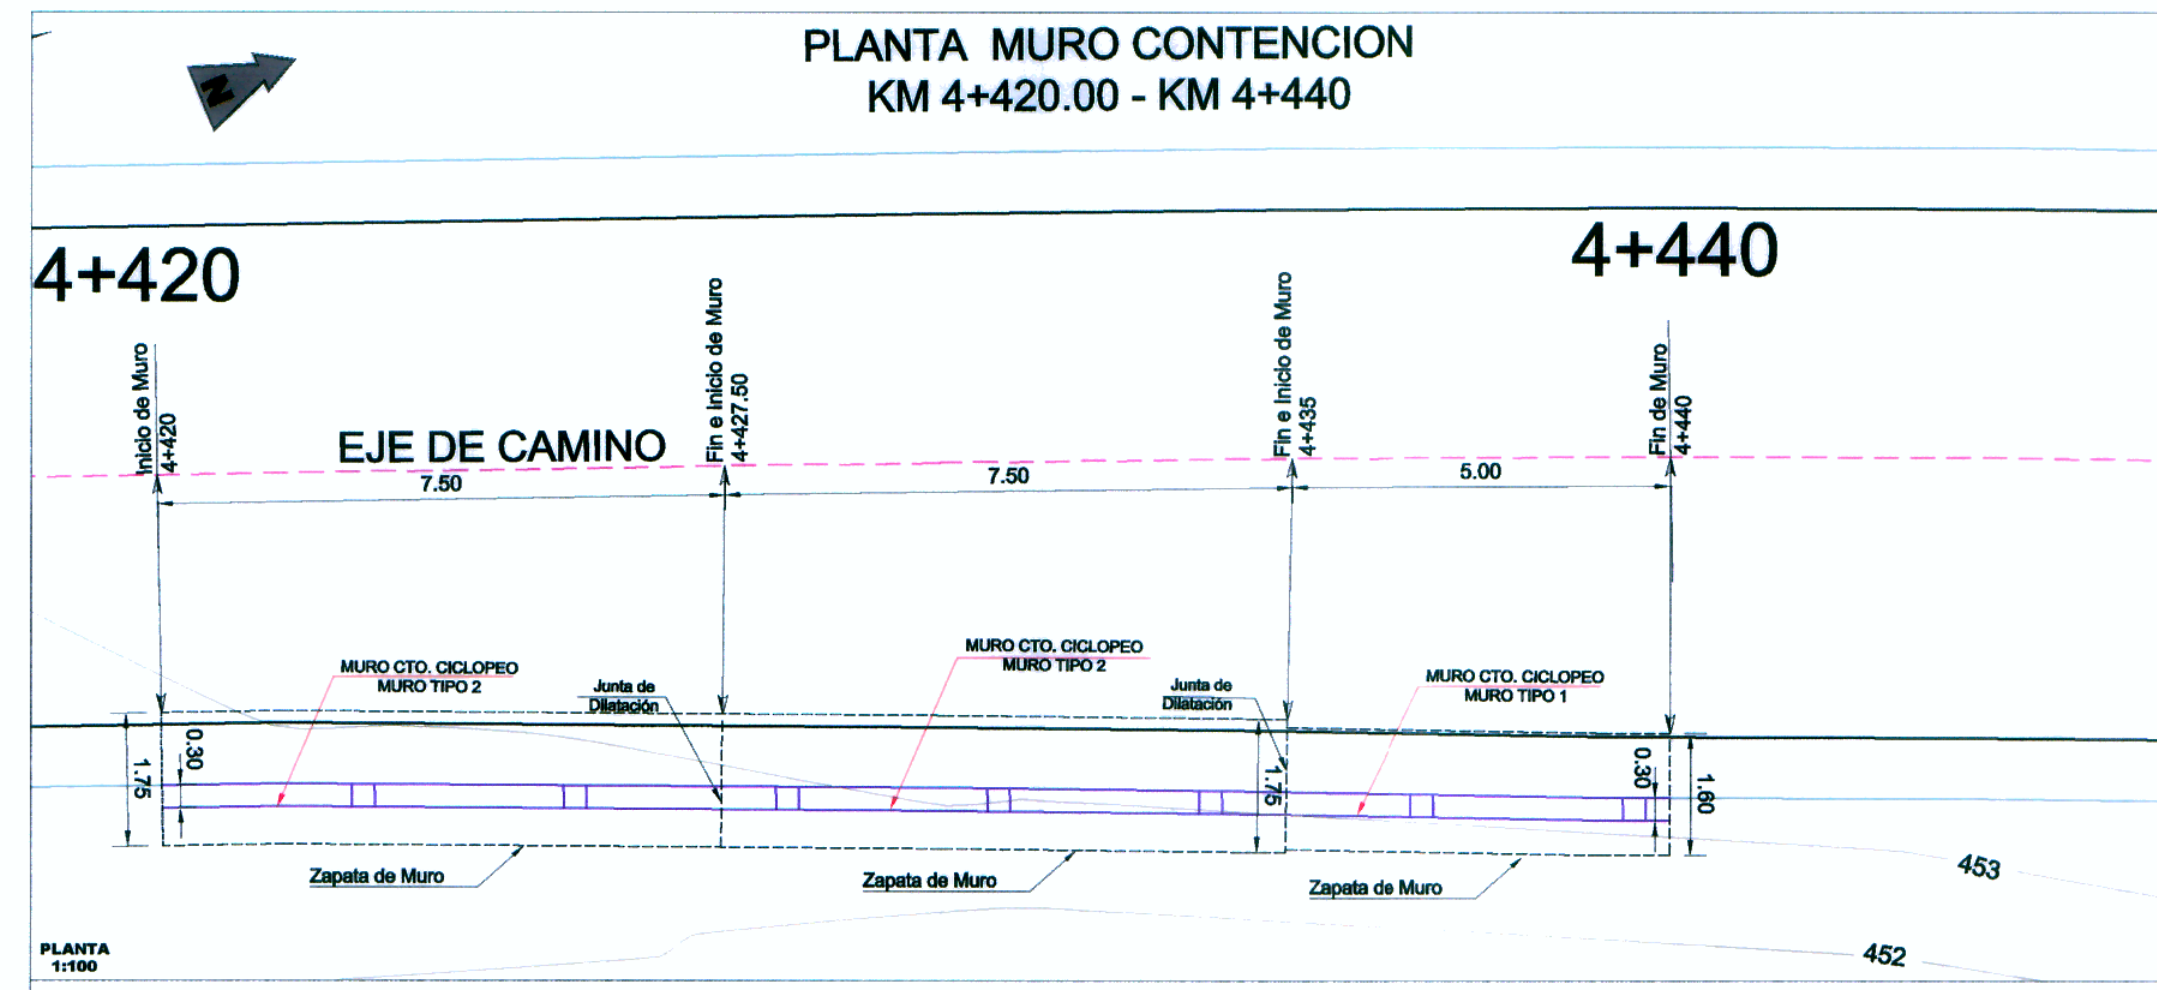 PLANTA MURO CONTENCION
KM 4+420.00 - KM 4+440
N
4+420
4+440
Inicio de Muro
4+420
Fin e Inicio de Muro
4+427.50
Fin e Inicio de Muro
4+435
Fin de Muro
4+440
EJE DE CAMINO
7.50
7.50
5.00
MURO CTO. CICLOPEO
MURO TIPO 2
Junta de
Dilatación
MURO CTO. CICLOPEO
MURO TIPO 2
Junta de
Dilatación
MURO CTO. CICLOPEO
MURO TIPO 1
0.30
1.75
1.75
0.30
1.60
Zapata de Muro
Zapata de Muro
Zapata de Muro
453
452
PLANTA
1:100